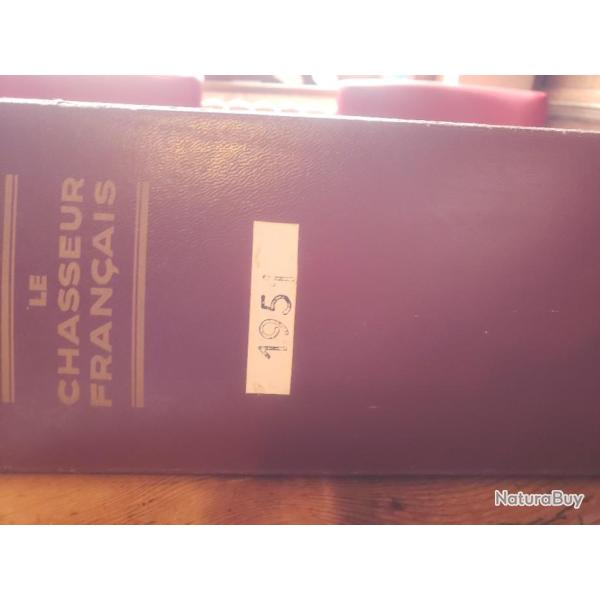 LE
CHASSEUR
FRANÇAIS
1951
NaturaBuy